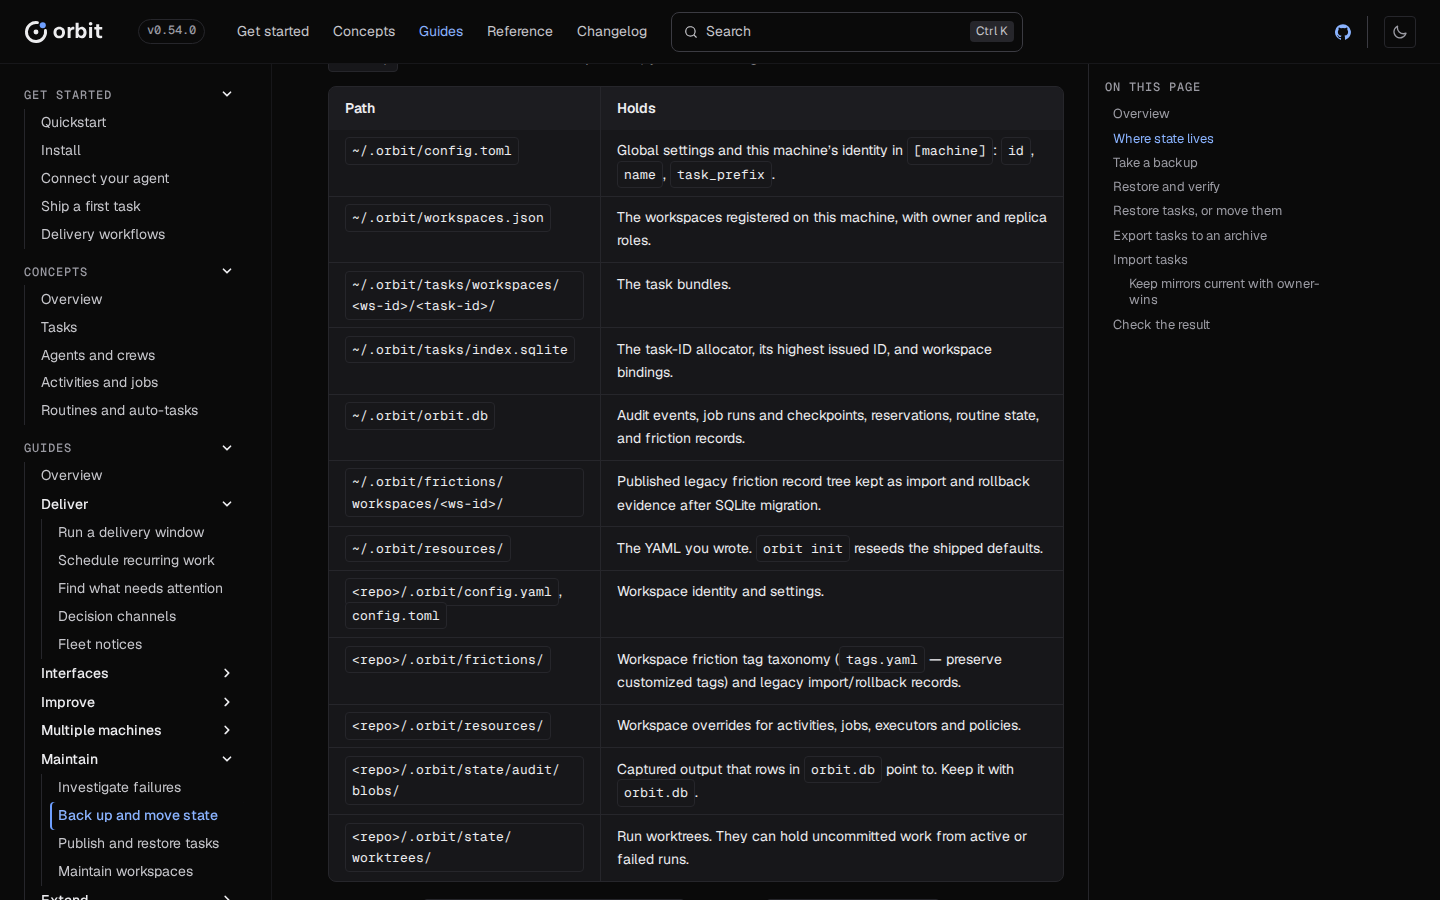 orbit
v0.54.0
Get started
Concepts
Guides
Reference
Changelog
Search
Ctrl K
GET STARTED
Quickstart
Install
Connect your agent
Ship a first task
Delivery workflows
CONCEPTS
Overview
Tasks
Agents and crews
Activities and jobs
Routines and auto-tasks
GUIDES
Overview
Deliver
Run a delivery window
Schedule recurring work
Find what needs attention
Decision channels
Fleet notices
Interfaces
Improve
Multiple machines
Maintain
Investigate failures
Back up and move state
Publish and restore tasks
Maintain workspaces
Extend
Path
Holds
~/.orbit/config.toml
Global settings and this machine's identity in [machine]: id,
name, task_prefix.
~/.orbit/workspaces.json
The workspaces registered on this machine, with owner and replica
roles.
~/.orbit/tasks/workspaces/
<ws-id>/<task-id>/
The task bundles.
~/.orbit/tasks/index.sqlite
The task-ID allocator, its highest issued ID, and workspace
bindings.
~/.orbit/orbit.db
Audit events, job runs and checkpoints, reservations, routine state,
and friction records.
~/.orbit/frictions/
workspaces/<ws-id>/
Published legacy friction record tree kept as import and rollback
evidence after SQLite migration.
~/.orbit/resources/
The YAML you wrote. orbit init reseeds the shipped defaults.
<repo>/.orbit/config.yaml,
config.toml
Workspace identity and settings.
<repo>/.orbit/frictions/
Workspace friction tag taxonomy (tags.yaml — preserve
customized tags) and legacy import/rollback records.
<repo>/.orbit/resources/
Workspace overrides for activities, jobs, executors and policies.
<repo>/.orbit/state/audit/
blobs/
Captured output that rows in orbit.db point to. Keep it with
orbit.db.
<repo>/.orbit/state/
worktrees/
Run worktrees. They can hold uncommitted work from active or
failed runs.
ON THIS PAGE
Overview
Where state lives
Take a backup
Restore and verify
Restore tasks, or move them
Export tasks to an archive
Import tasks
Keep mirrors current with owner-
wins
Check the result